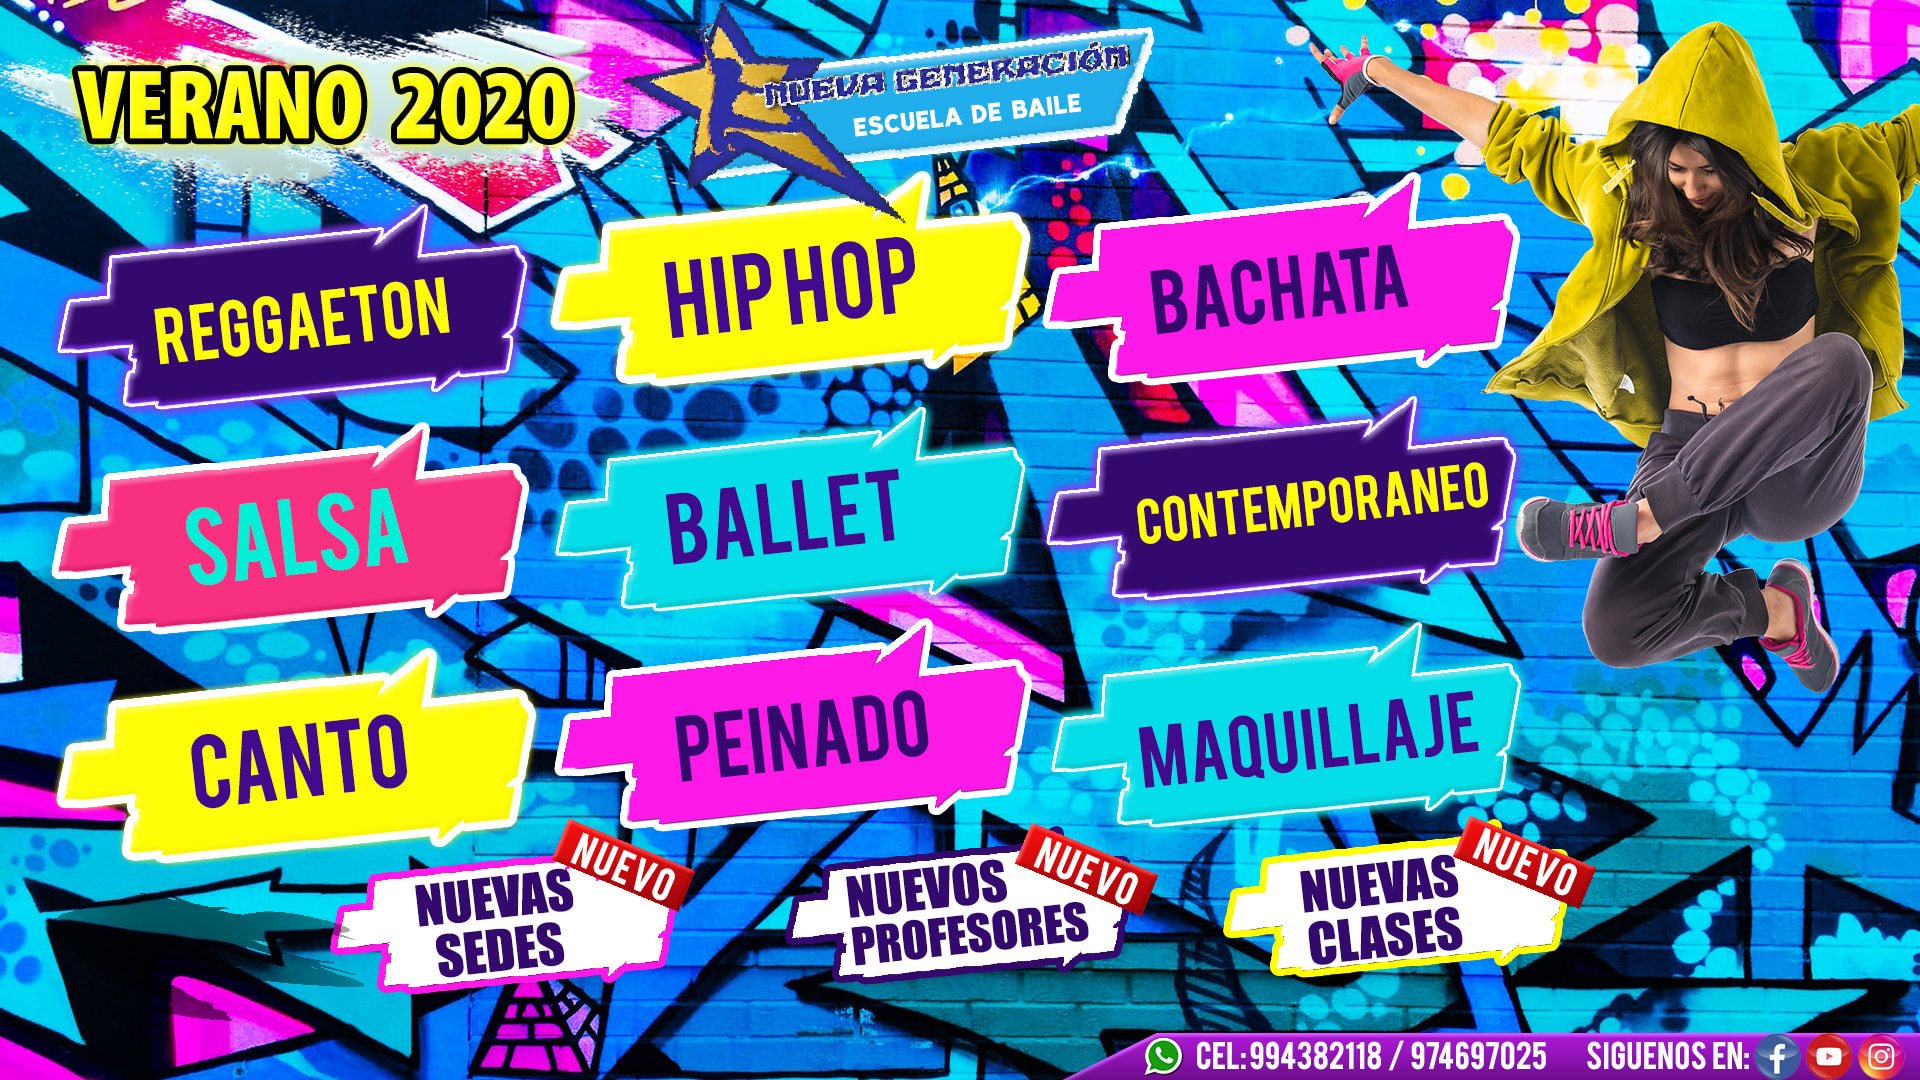 VERANO 2020
NUEVA GENERACIÓN
ESCUELA DE BAILE
REGGAETON
HIP HOP
BACHATA
SALSA
BALLET
CONTEMPORANEO
CANTO
PEINADO
MAQUILLAJE
NUEVAS
SEDES
NUEVO
NUEVOS
PROFESORES
NUEVO
NUEVAS
CLASES
NUEVO
CEL:994382118 / 974697025
SIGUENOS EN: